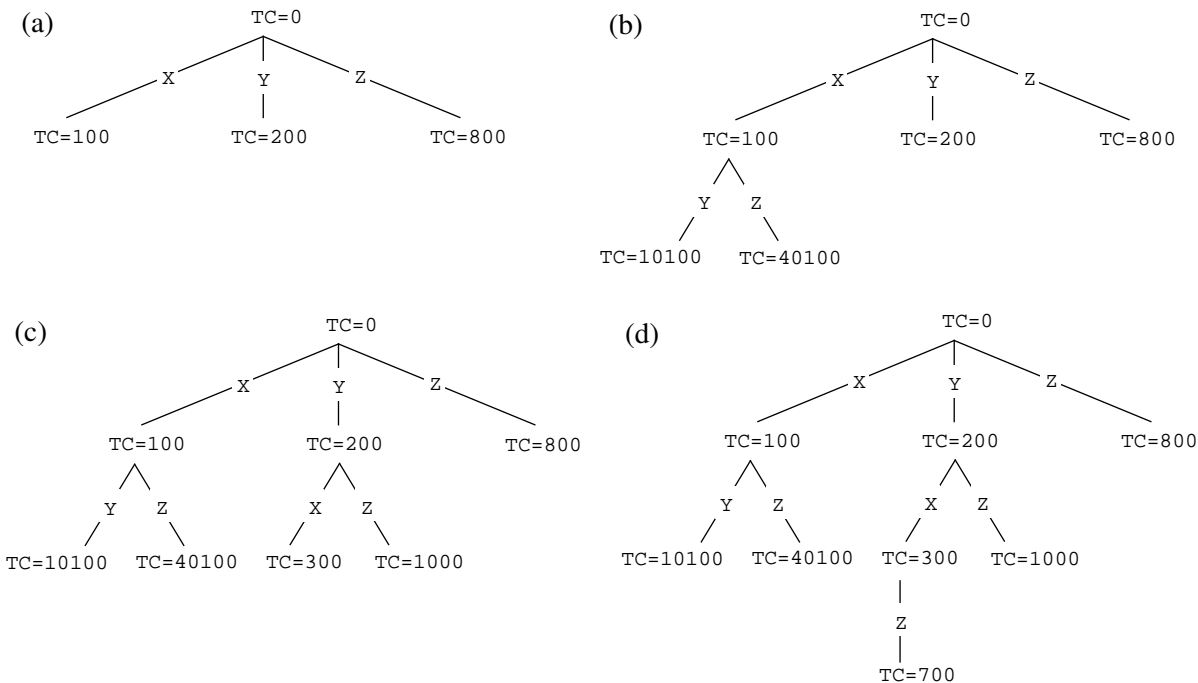 (a)
TC=0
X Y Z
TC=100 TC=200 TC=800
(b)
TC=0
X Y Z
TC=100 TC=200 TC=800
Y Z
TC=10100 TC=40100
(c)
TC=0
X Y Z
TC=100 TC=200 TC=800
Y Z X Z
TC=10100 TC=40100 TC=300 TC=1000
(d)
TC=0
X Y Z
TC=100 TC=200 TC=800
Y Z X Z
TC=10100 TC=40100 TC=300 TC=1000
Z
TC=700